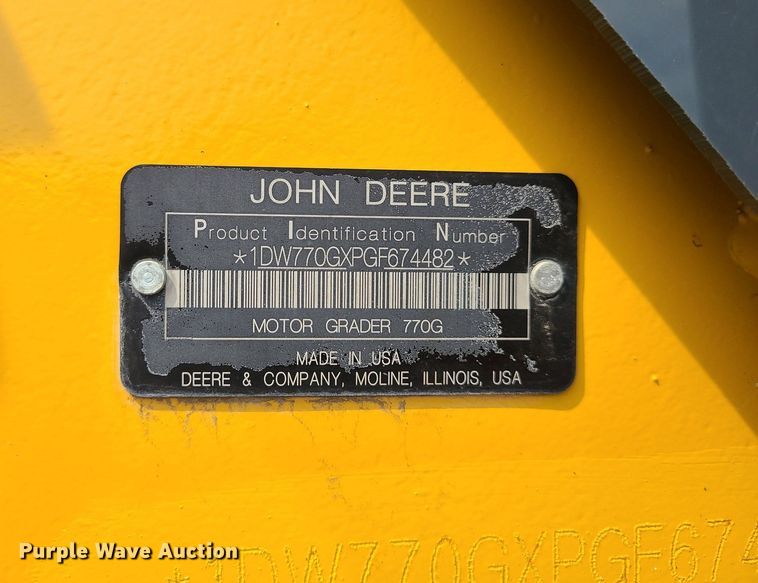 JOHN DEERE
Product Identification Number
*1DW770GXPGF674482*
MOTOR GRADER 770G
MADE IN USA
DEERE & COMPANY, MOLINE, ILLINOIS, USA
*1DW770GXPGF674
Purple Wave Auction